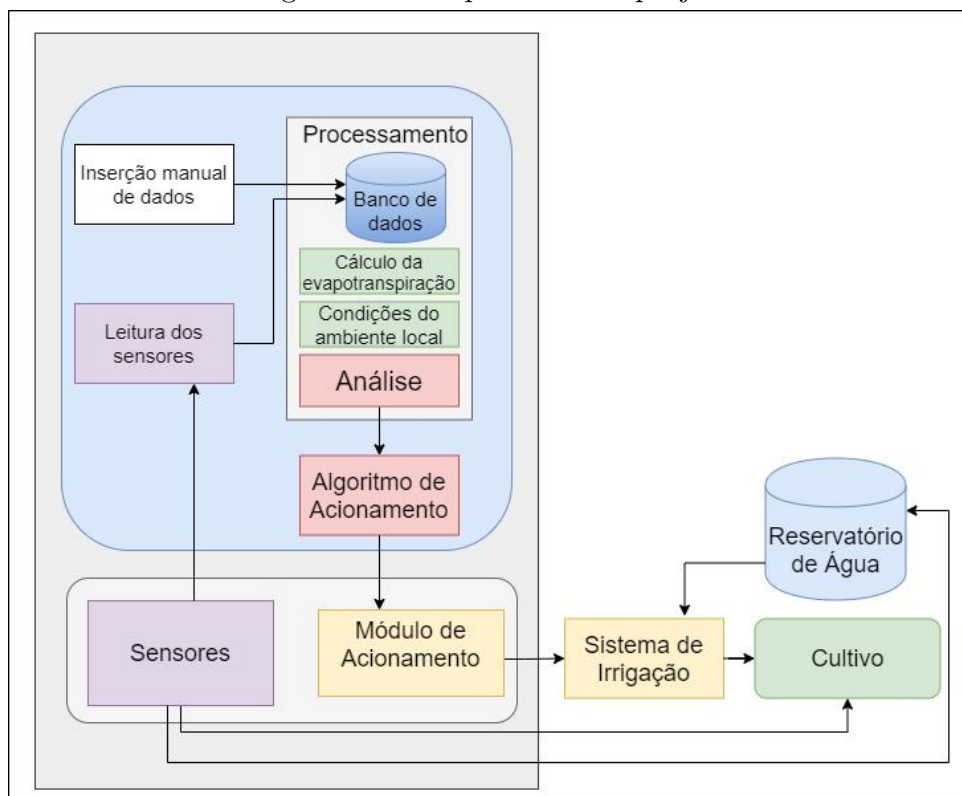 Processamento
Inserção manual
de dados
Banco de
dados
Cálculo da
evapotranspiração
Condições do
ambiente local
Leitura dos
sensores
Análise
Algoritmo de
Acionamento
Reservatório
de Água
Sensores
Módulo de
Acionamento
Sistema de
Irrigação
Cultivo